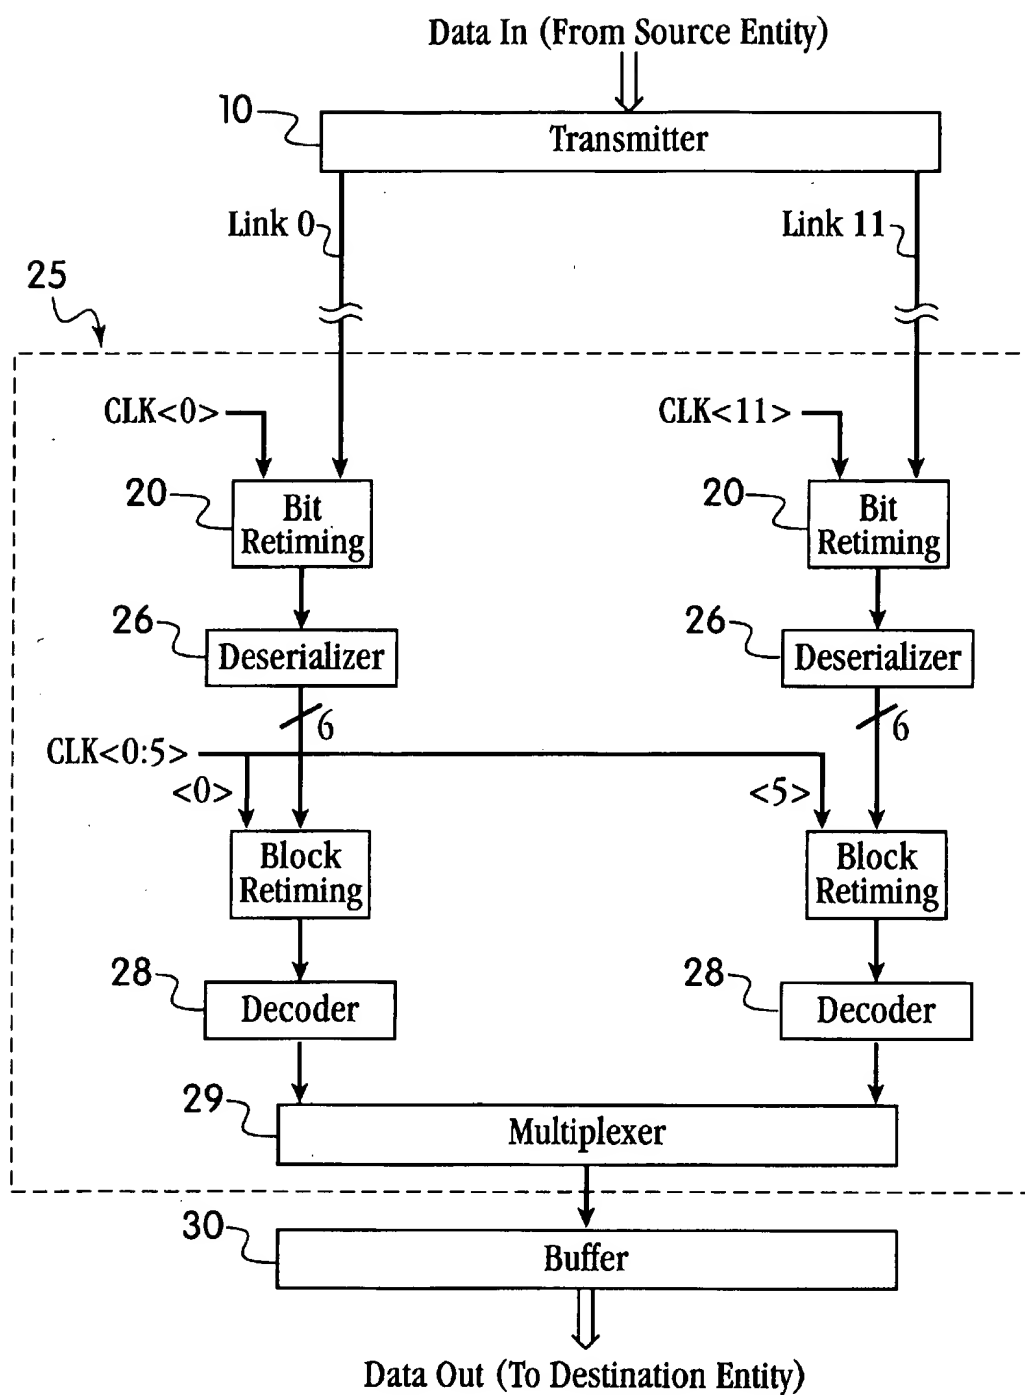 Data In (From Source Entity)
10
Transmitter
Link 0
Link 11
25
CLK<0>
CLK<11>
20
Bit
Retiming
20
Bit
Retiming
26
Deserializer
26
Deserializer
6
6
CLK<0:5>
<0>
<5>
Block
Retiming
Block
Retiming
28
Decoder
28
Decoder
29
Multiplexer
30
Buffer
Data Out (To Destination Entity)